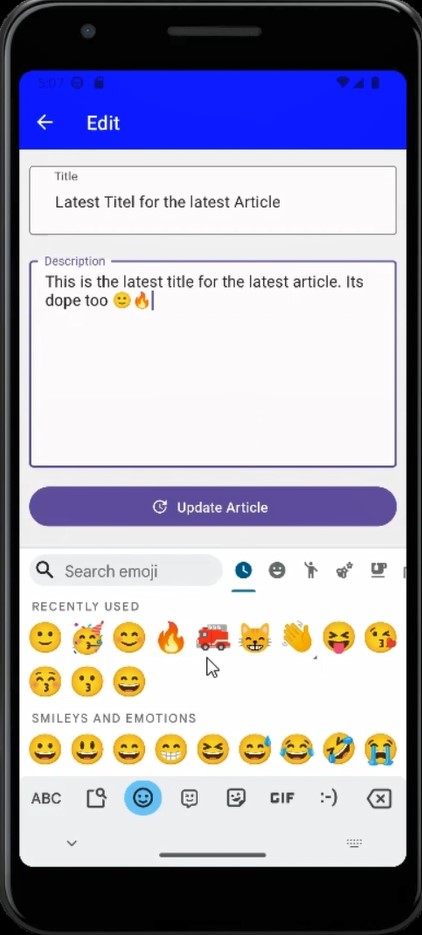 5:07
Edit
Title
Latest Titel for the latest Article
Description
This is the latest title for the latest article. Its
dope too 🙂🔥
Update Article
Search emoji
RECENTLY USED
SMILEYS AND EMOTIONS
ABC
GIF
:-)